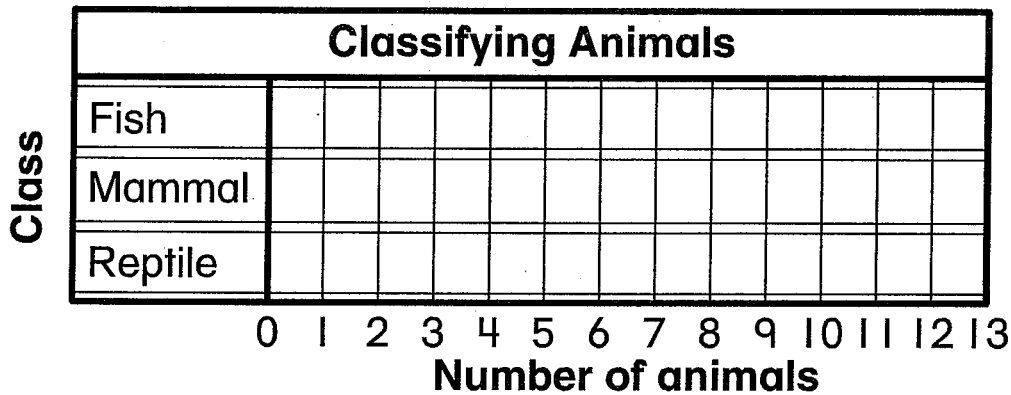 Classifying Animals
Class
Fish
Mammal
Reptile
0 1 2 3 4 5 6 7 8 9 10 11 12 13
Number of animals